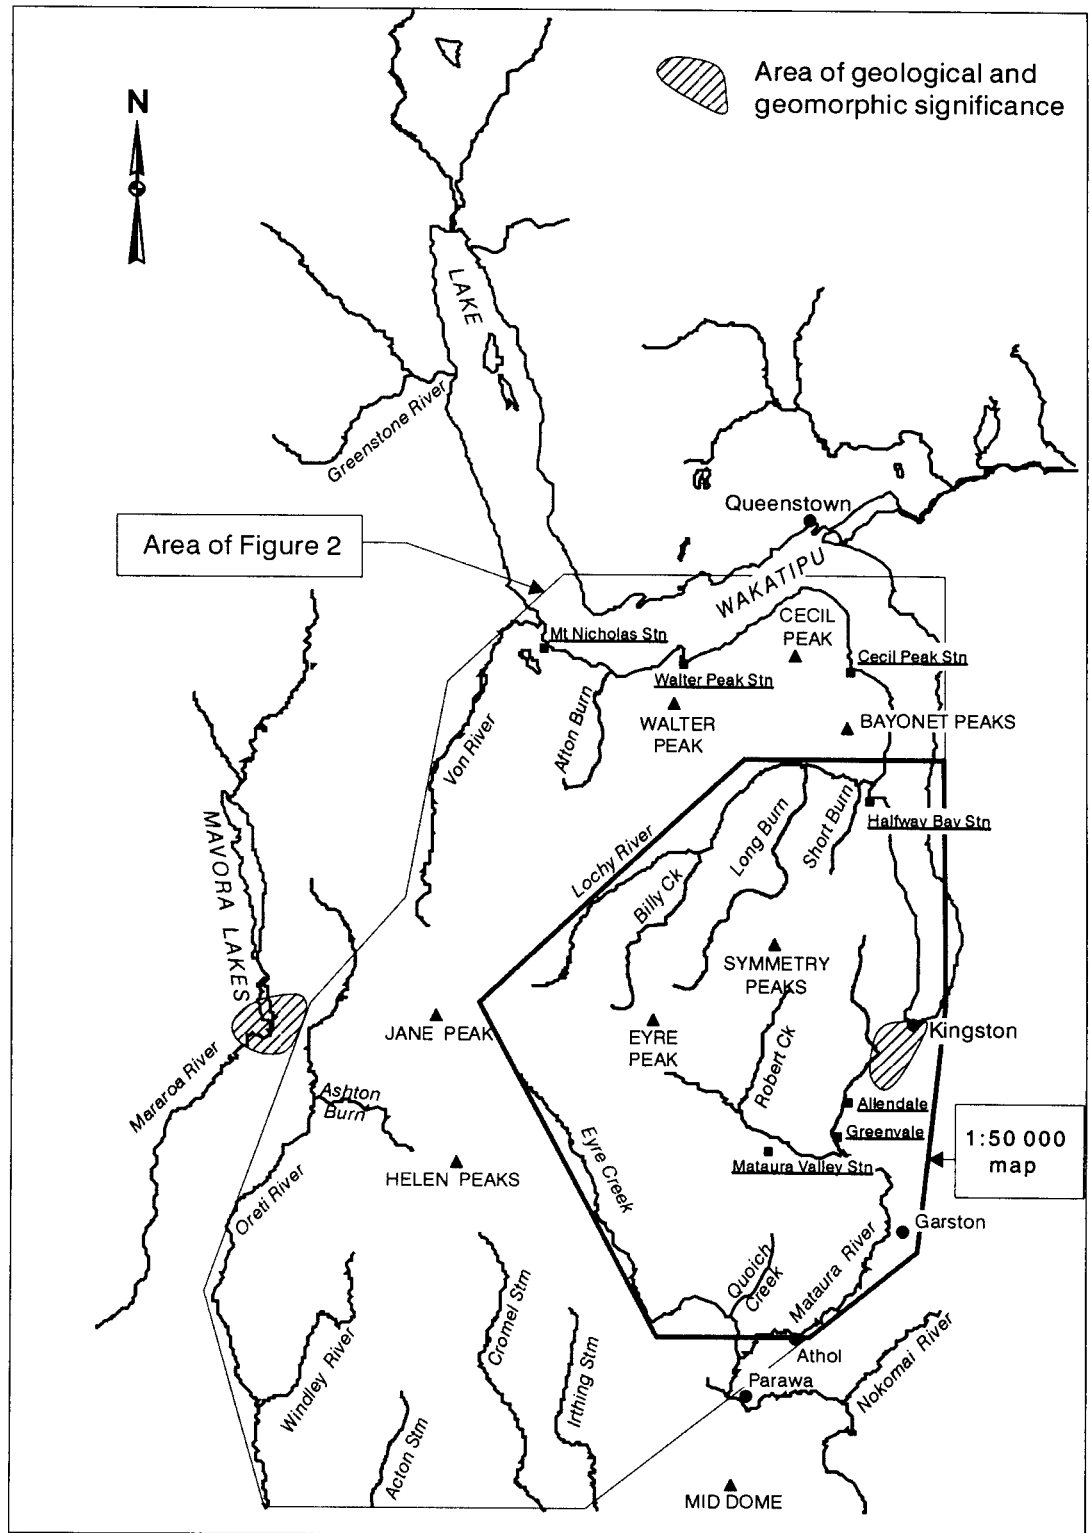 Area of geological and
geomorphic significance
N
LAKE
Greenstone River
Queenstown
Area of Figure 2
WAKATIPU
CECIL
PEAK
Mt Nicholas Stn
Cecil Peak Stn
Walter Peak Stn
WALTER
PEAK
BAYONET PEAKS
Von River
Afton Burn
MAVORA LAKES
Lochy River
Billy Ck
Long Burn
Short Burn
Halfway Bay Stn
SYMMETRY
PEAKS
JANE PEAK
EYRE
PEAK
Robert Ck
Kingston
Mararoa River
Ashton
Burn
Allendale
Greenvale
Mataura Valley Stn
1:50 000
map
Eyre Creek
HELEN PEAKS
Oreti River
Garston
Quoich
Creek
Mataura River
Cromel Stm
Irthing Stm
Windley River
Acton Stm
Athol
Parawa
Nokomai River
MID DOME